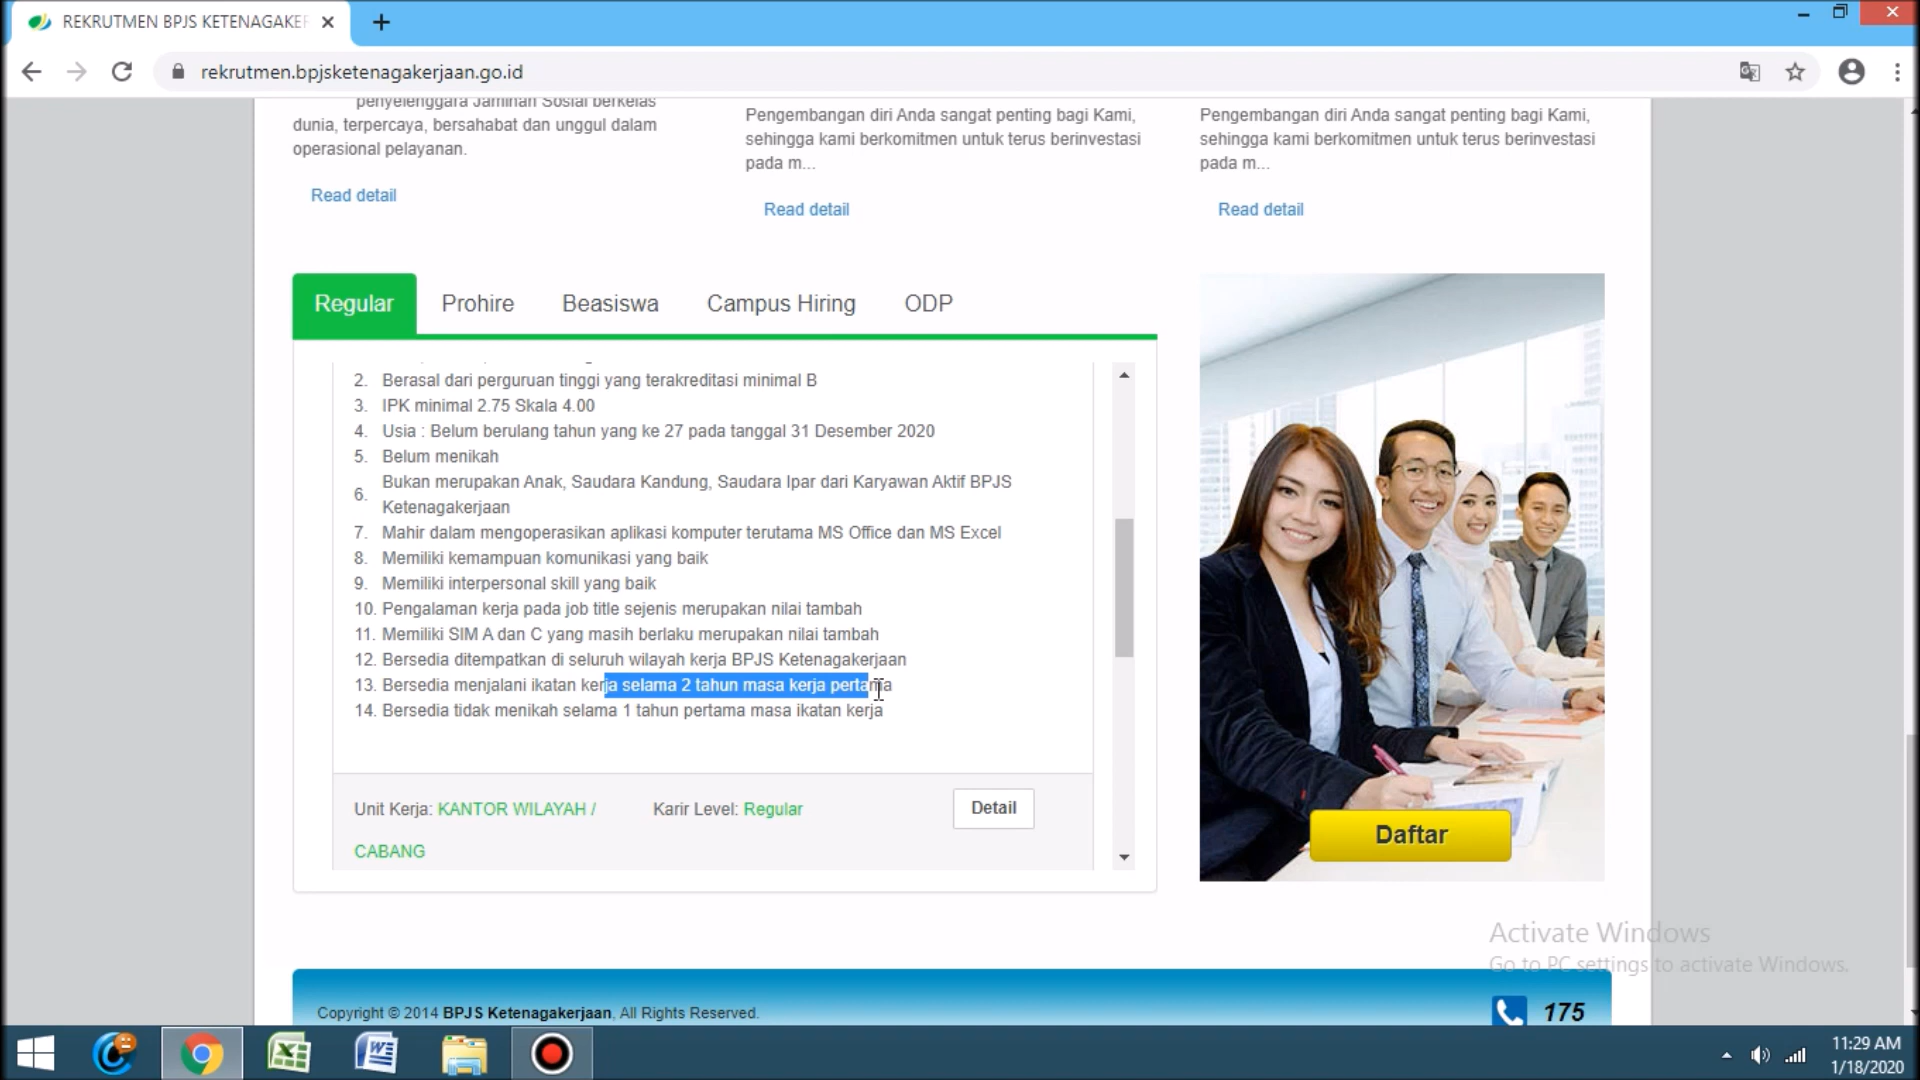 REKRUTMEN BPJS KETENAGAKER
rekrutmen.bpjsketenagakerjaan.go.id
penyelenggara Jaminan Sosial berkelas
dunia, terpercaya, bersahabat dan unggul dalam
operasional pelayanan.
Read detail
Pengembangan diri Anda sangat penting bagi Kami,
sehingga kami berkomitmen untuk terus berinvestasi
pada m...
Read detail
Pengembangan diri Anda sangat penting bagi Kami,
sehingga kami berkomitmen untuk terus berinvestasi
pada m...
Read detail
Regular Prohire Beasiswa Campus Hiring ODP
2. Berasal dari perguruan tinggi yang terakreditasi minimal B
3. IPK minimal 2.75 Skala 4.00
4. Usia : Belum berulang tahun yang ke 27 pada tanggal 31 Desember 2020
5. Belum menikah
6. Bukan merupakan Anak, Saudara Kandung, Saudara Ipar dari Karyawan Aktif BPJS
Ketenagakerjaan
7. Mahir dalam mengoperasikan aplikasi komputer terutama MS Office dan MS Excel
8. Memiliki kemampuan komunikasi yang baik
9. Memiliki interpersonal skill yang baik
10. Pengalaman kerja pada job title sejenis merupakan nilai tambah
11. Memiliki SIM A dan C yang masih berlaku merupakan nilai tambah
12. Bersedia ditempatkan di seluruh wilayah kerja BPJS Ketenagakerjaan
13. Bersedia menjalani ikatan kerja selama 2 tahun masa kerja pertama
14. Bersedia tidak menikah selama 1 tahun pertama masa ikatan kerja
Unit Kerja: KANTOR WILAYAH / Karir Level: Regular Detail
CABANG
Daftar
Activate Windows
Go to PC settings to activate Windows.
Copyright © 2014 BPJS Ketenagakerjaan, All Rights Reserved.
175
11:29 AM
1/18/2020